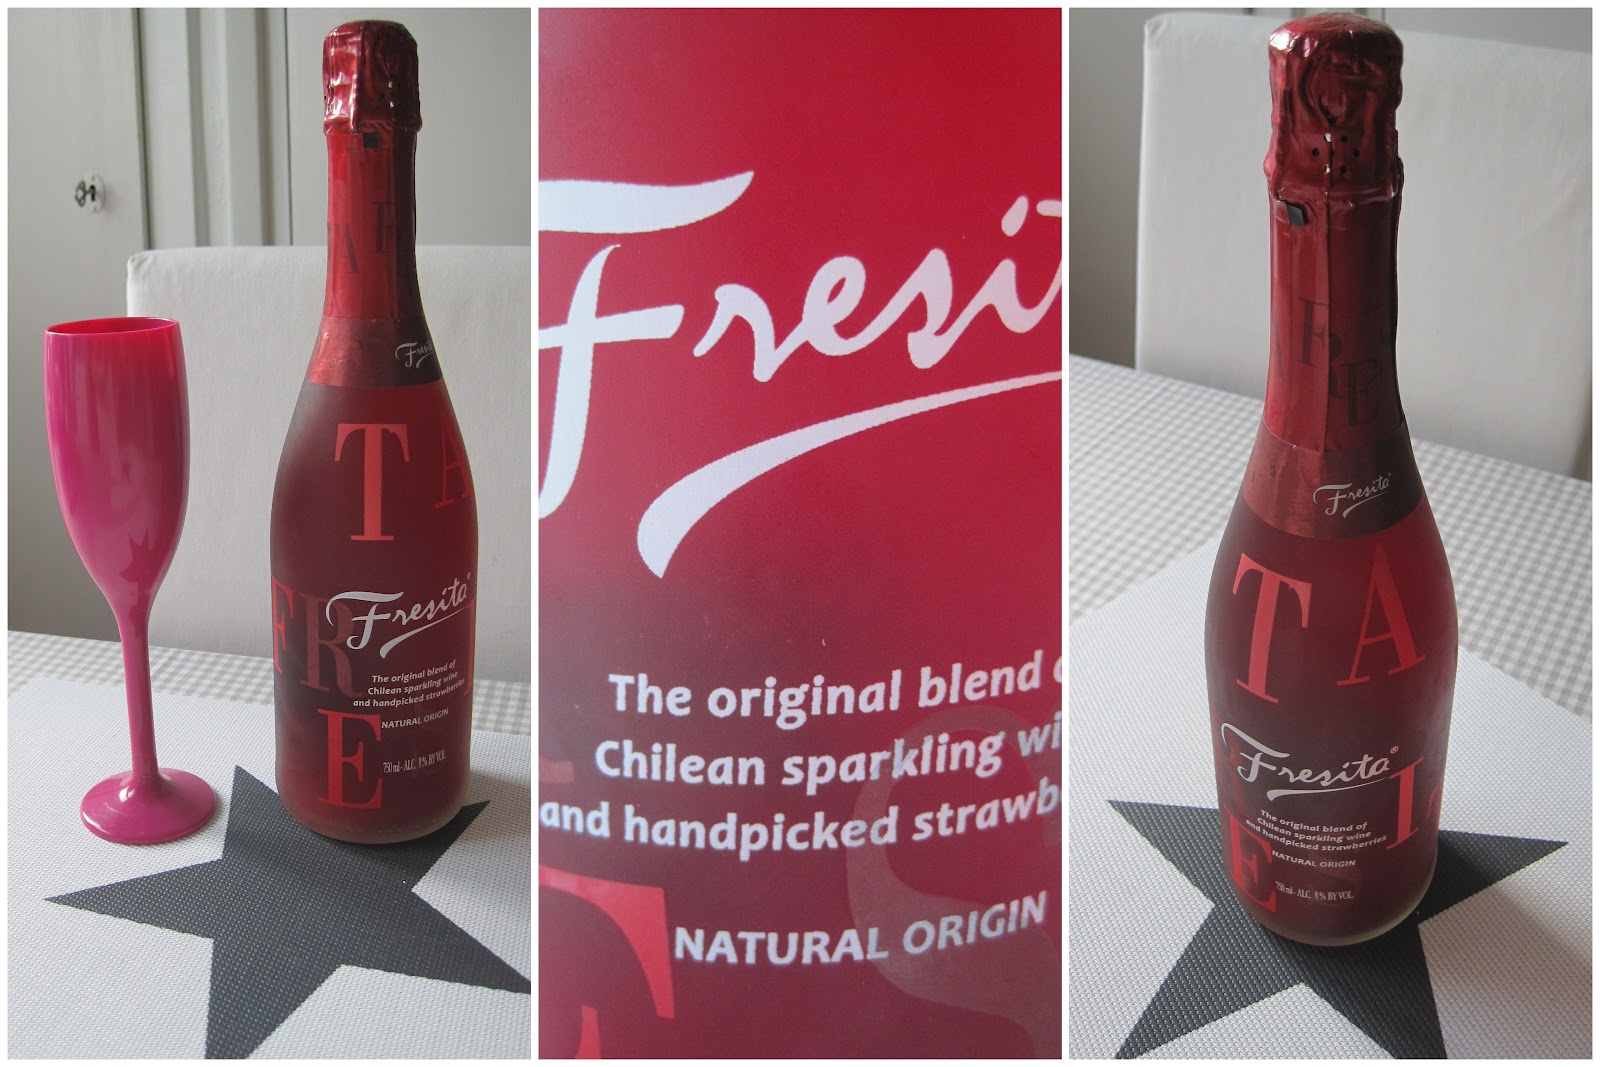 T A
F R
Fresita
T A
F R I
Fresita®
The original blend of
Chilean sparkling wine
and handpicked strawberries
NATURAL ORIGIN
E
750 ml - ALC. 8% BY VOL.
Fresit
The original blend o
Chilean sparkling wi
and handpicked strawb
NATURAL ORIGIN
E
F R E
Fresita®
T A
Fresita®
I
The original blend of
Chilean sparkling wine
and handpicked strawberries
NATURAL ORIGIN
E S
750 ml - ALC. 8% BY VOL.